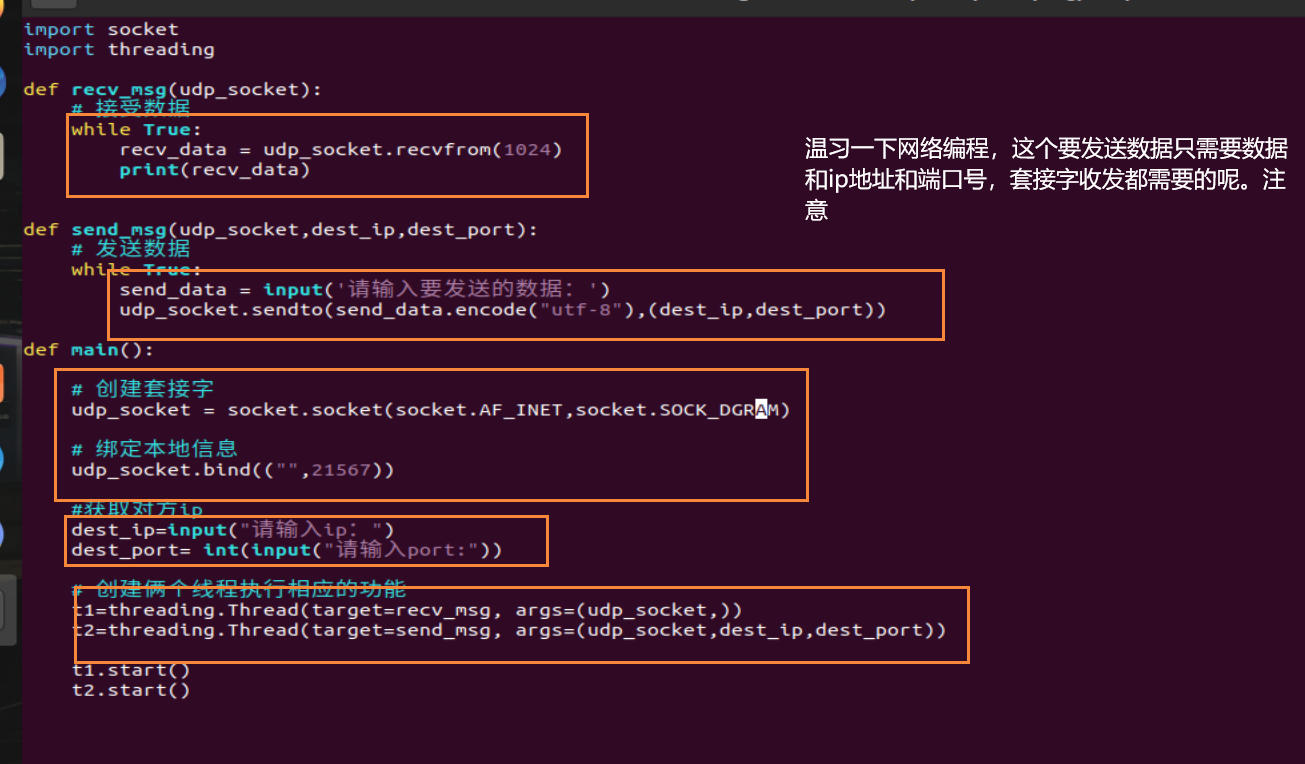 import socket
import threading
def recv_msg(udp_socket):
# 接受数据
while True:
recv_data = udp_socket.recvfrom(1024)
print(recv_data)
温习一下网络编程，这个要发送数据只需要数据
和ip地址和端口号，套接字收发都需要的呢。注
意
def send_msg(udp_socket,dest_ip,dest_port):
# 发送数据
while True:
send_data = input('请输入要发送的数据：')
udp_socket.sendto(send_data.encode("utf-8"),(dest_ip,dest_port))
def main():
# 创建套接字
udp_socket = socket.socket(socket.AF_INET,socket.SOCK_DGRAM)
# 绑定本地信息
udp_socket.bind(("",21567))
#获取对方ip
dest_ip=input("请输入ip：")
dest_port= int(input("请输入port:"))
# 创建俩个线程执行相应的功能
t1=threading.Thread(target=recv_msg, args=(udp_socket,))
t2=threading.Thread(target=send_msg, args=(udp_socket,dest_ip,dest_port))
t1.start()
t2.start()